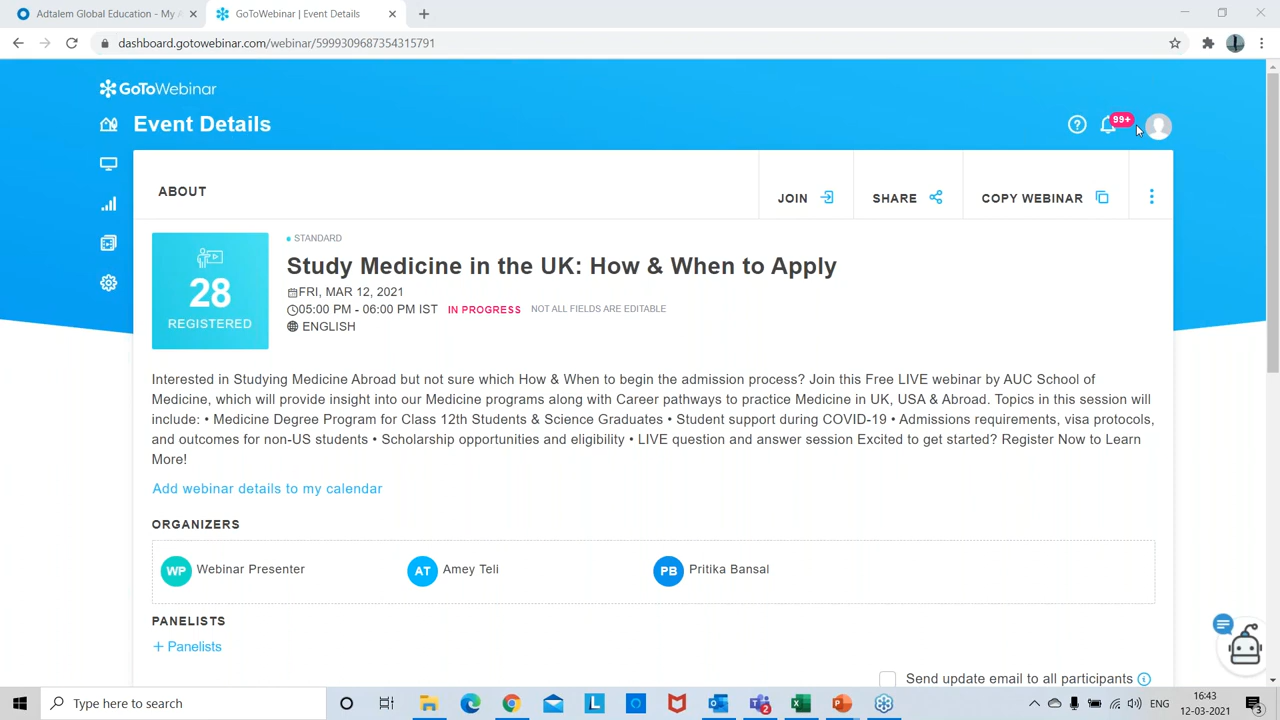 Adtalem Global Education - My A
GoToWebinar | Event Details
dashboard.gotowebinar.com/webinar/5999309687354315791
GoToWebinar
Event Details
99+
ABOUT
JOIN
SHARE
COPY WEBINAR
28
REGISTERED
STANDARD
Study Medicine in the UK: How & When to Apply
FRI, MAR 12, 2021
05:00 PM - 06:00 PM IST IN PROGRESS NOT ALL FIELDS ARE EDITABLE
ENGLISH
Interested in Studying Medicine Abroad but not sure which How & When to begin the admission process? Join this Free LIVE webinar by AUC School of
Medicine, which will provide insight into our Medicine programs along with Career pathways to practice Medicine in UK, USA & Abroad. Topics in this session will
include: • Medicine Degree Program for Class 12th Students & Science Graduates • Student support during COVID-19 • Admissions requirements, visa protocols,
and outcomes for non-US students • Scholarship opportunities and eligibility • LIVE question and answer session Excited to get started? Register Now to Learn
More!
Add webinar details to my calendar
ORGANIZERS
WP Webinar Presenter
AT Amey Teli
PB Pritika Bansal
PANELISTS
+ Panelists
Send update email to all participants
Type here to search
ENG
16:43
12-03-2021